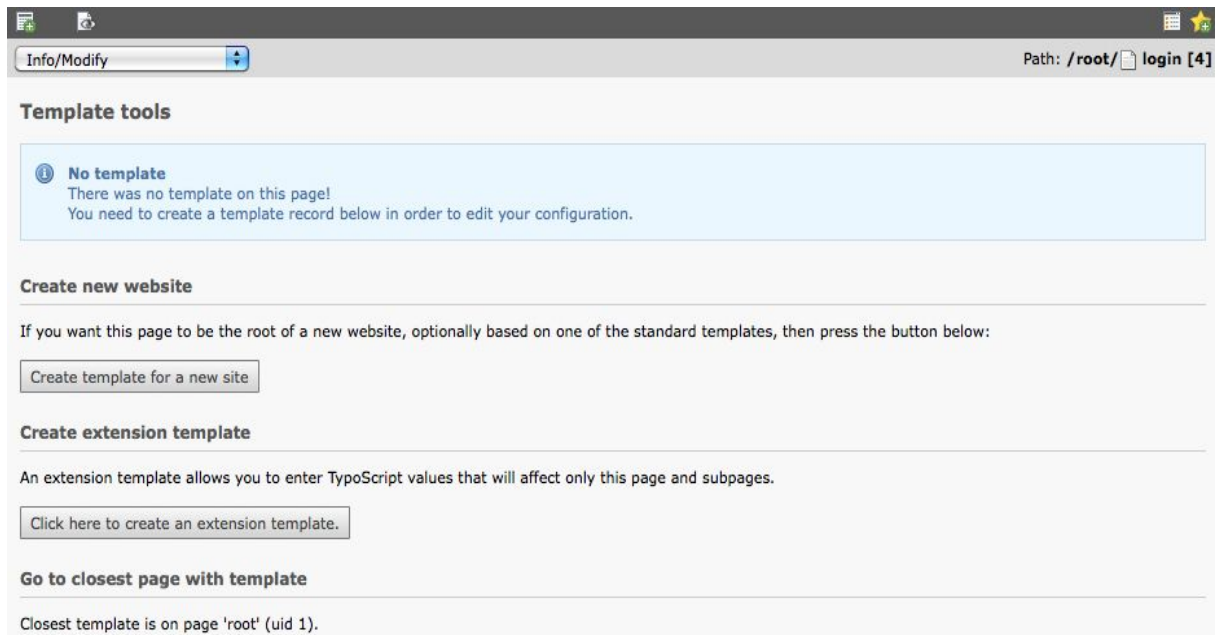 Info/Modify
Path: /root/ login [4]
Template tools
No template
There was no template on this page!
You need to create a template record below in order to edit your configuration.
Create new website
If you want this page to be the root of a new website, optionally based on one of the standard templates, then press the button below:
Create template for a new site
Create extension template
An extension template allows you to enter TypoScript values that will affect only this page and subpages.
Click here to create an extension template.
Go to closest page with template
Closest template is on page 'root' (uid 1).